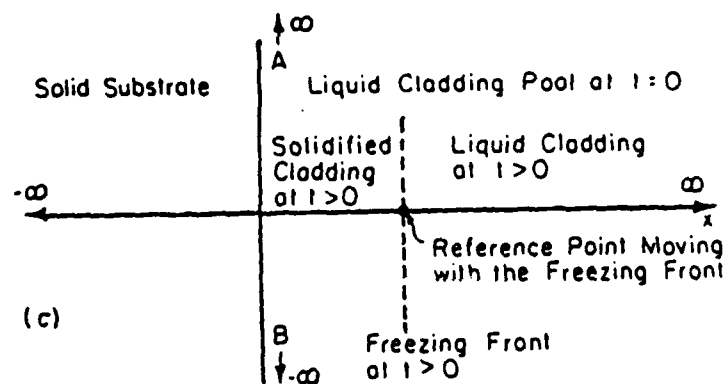 ∞
A
Solid Substrate
Liquid Cladding Pool at t=0
Solidified
Cladding
at t>0
Liquid Cladding
at t>0
-∞
∞
x
Reference Point Moving
with the Freezing Front
(c)
B
-∞
Freezing Front
at t>0